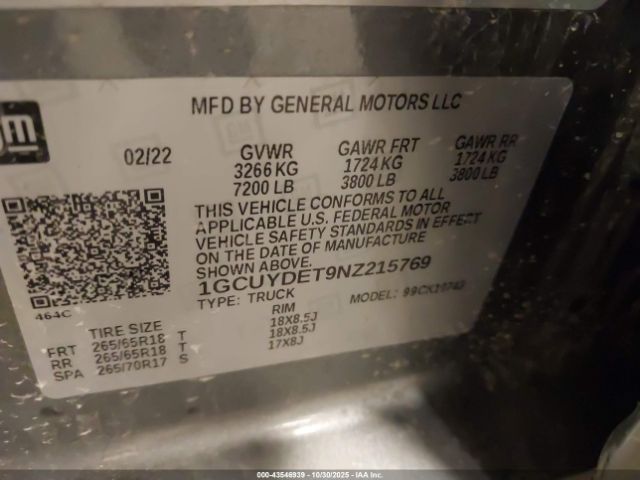 gm
MFD BY GENERAL MOTORS LLC
02/22 GVWR GAWR FRT GAWR RR
3266 KG 1724 KG 1724 KG
7200 LB 3800 LB 3800 LB
THIS VEHICLE CONFORMS TO ALL
APPLICABLE U.S. FEDERAL MOTOR
VEHICLE SAFETY STANDARDS IN EFFECT
ON THE DATE OF MANUFACTURE
SHOWN ABOVE.
1GCUYDET9NZ215769
TYPE: TRUCK MODEL:
464C
TIRE SIZE RIM
FRT 265/65R18 T 18X8.5J
RR 265/65R18 T 18X8.5J
SPA 265/70R17 S 17X8J
000-43546939 - 10/30/2025 - IAA Inc.